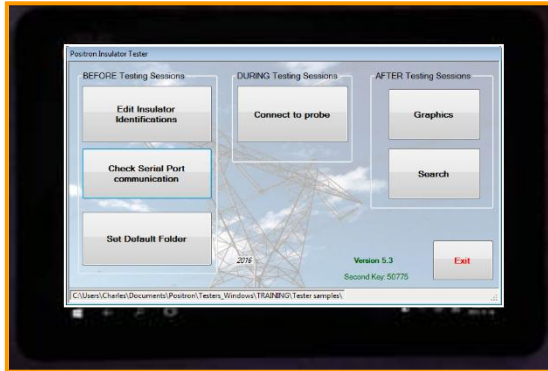 Positron Insulator Tester
BEFORE Testing Sessions
Edit Insulator
Identifications
Check Serial Port
communication
Set Default Folder
DURING Testing Sessions
Connect to probe
AFTER Testing Sessions
Graphics
Search
2016
Version 5.3
Second Key: 50775
Exit
C:\Users\Charles\Documents\Positron\Testers_Windows\TRAINING\Tester samples\